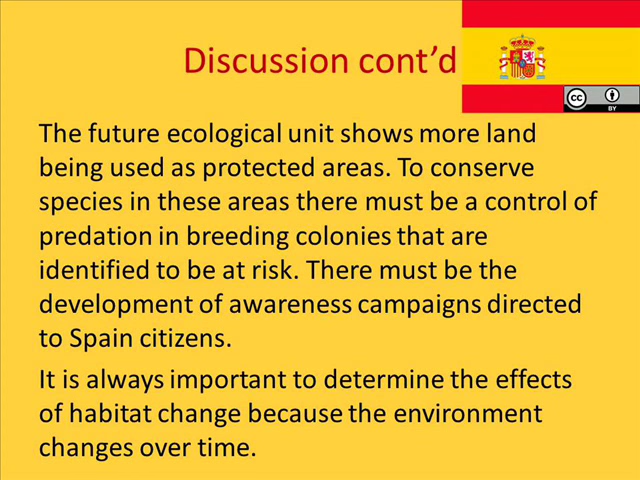 Discussion cont’d
cc
BY
The future ecological unit shows more land
being used as protected areas. To conserve
species in these areas there must be a control of
predation in breeding colonies that are
identified to be at risk. There must be the
development of awareness campaigns directed
to Spain citizens.
It is always important to determine the effects
of habitat change because the environment
changes over time.